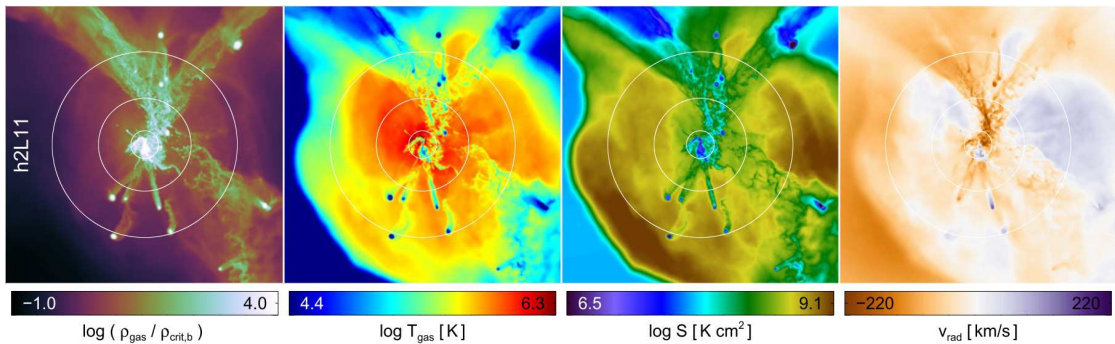 h2L11
−1.0 4.0 4.4 6.3 6.5 9.1 −220 220
log ( ρgas / ρcrit,b ) log Tgas [ K ] log S [ K cm² ] vrad [ km/s ]